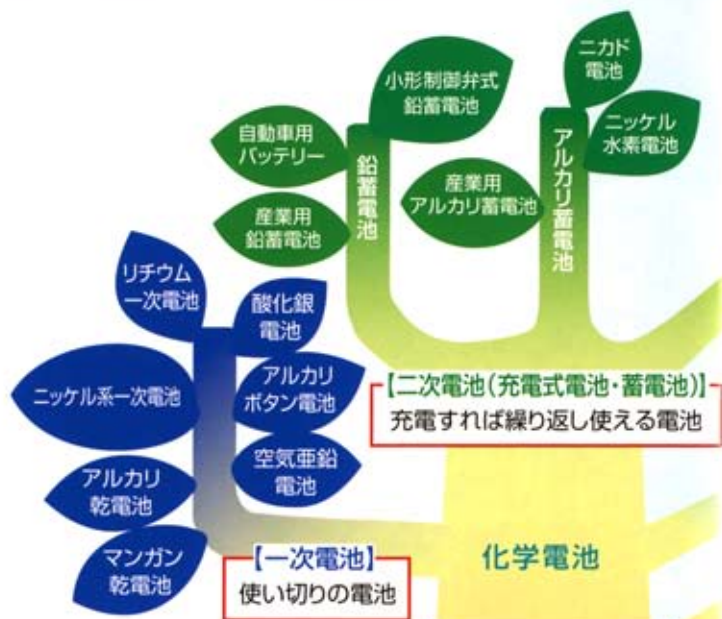 ニカド
電池
小形制御弁式
鉛蓄電池
ニッケル
水素電池
自動車用
バッテリー
産業用
アルカリ蓄電池
産業用
鉛蓄電池
鉛蓄電池
アルカリ蓄電池
リチウム
一次電池
酸化銀
電池
ニッケル系一次電池
アルカリ
ボタン電池
アルカリ
乾電池
空気亜鉛
電池
マンガン
乾電池
【二次電池(充電式電池・蓄電池)】
充電すれば繰り返し使える電池
【一次電池】
使い切りの電池
化学電池